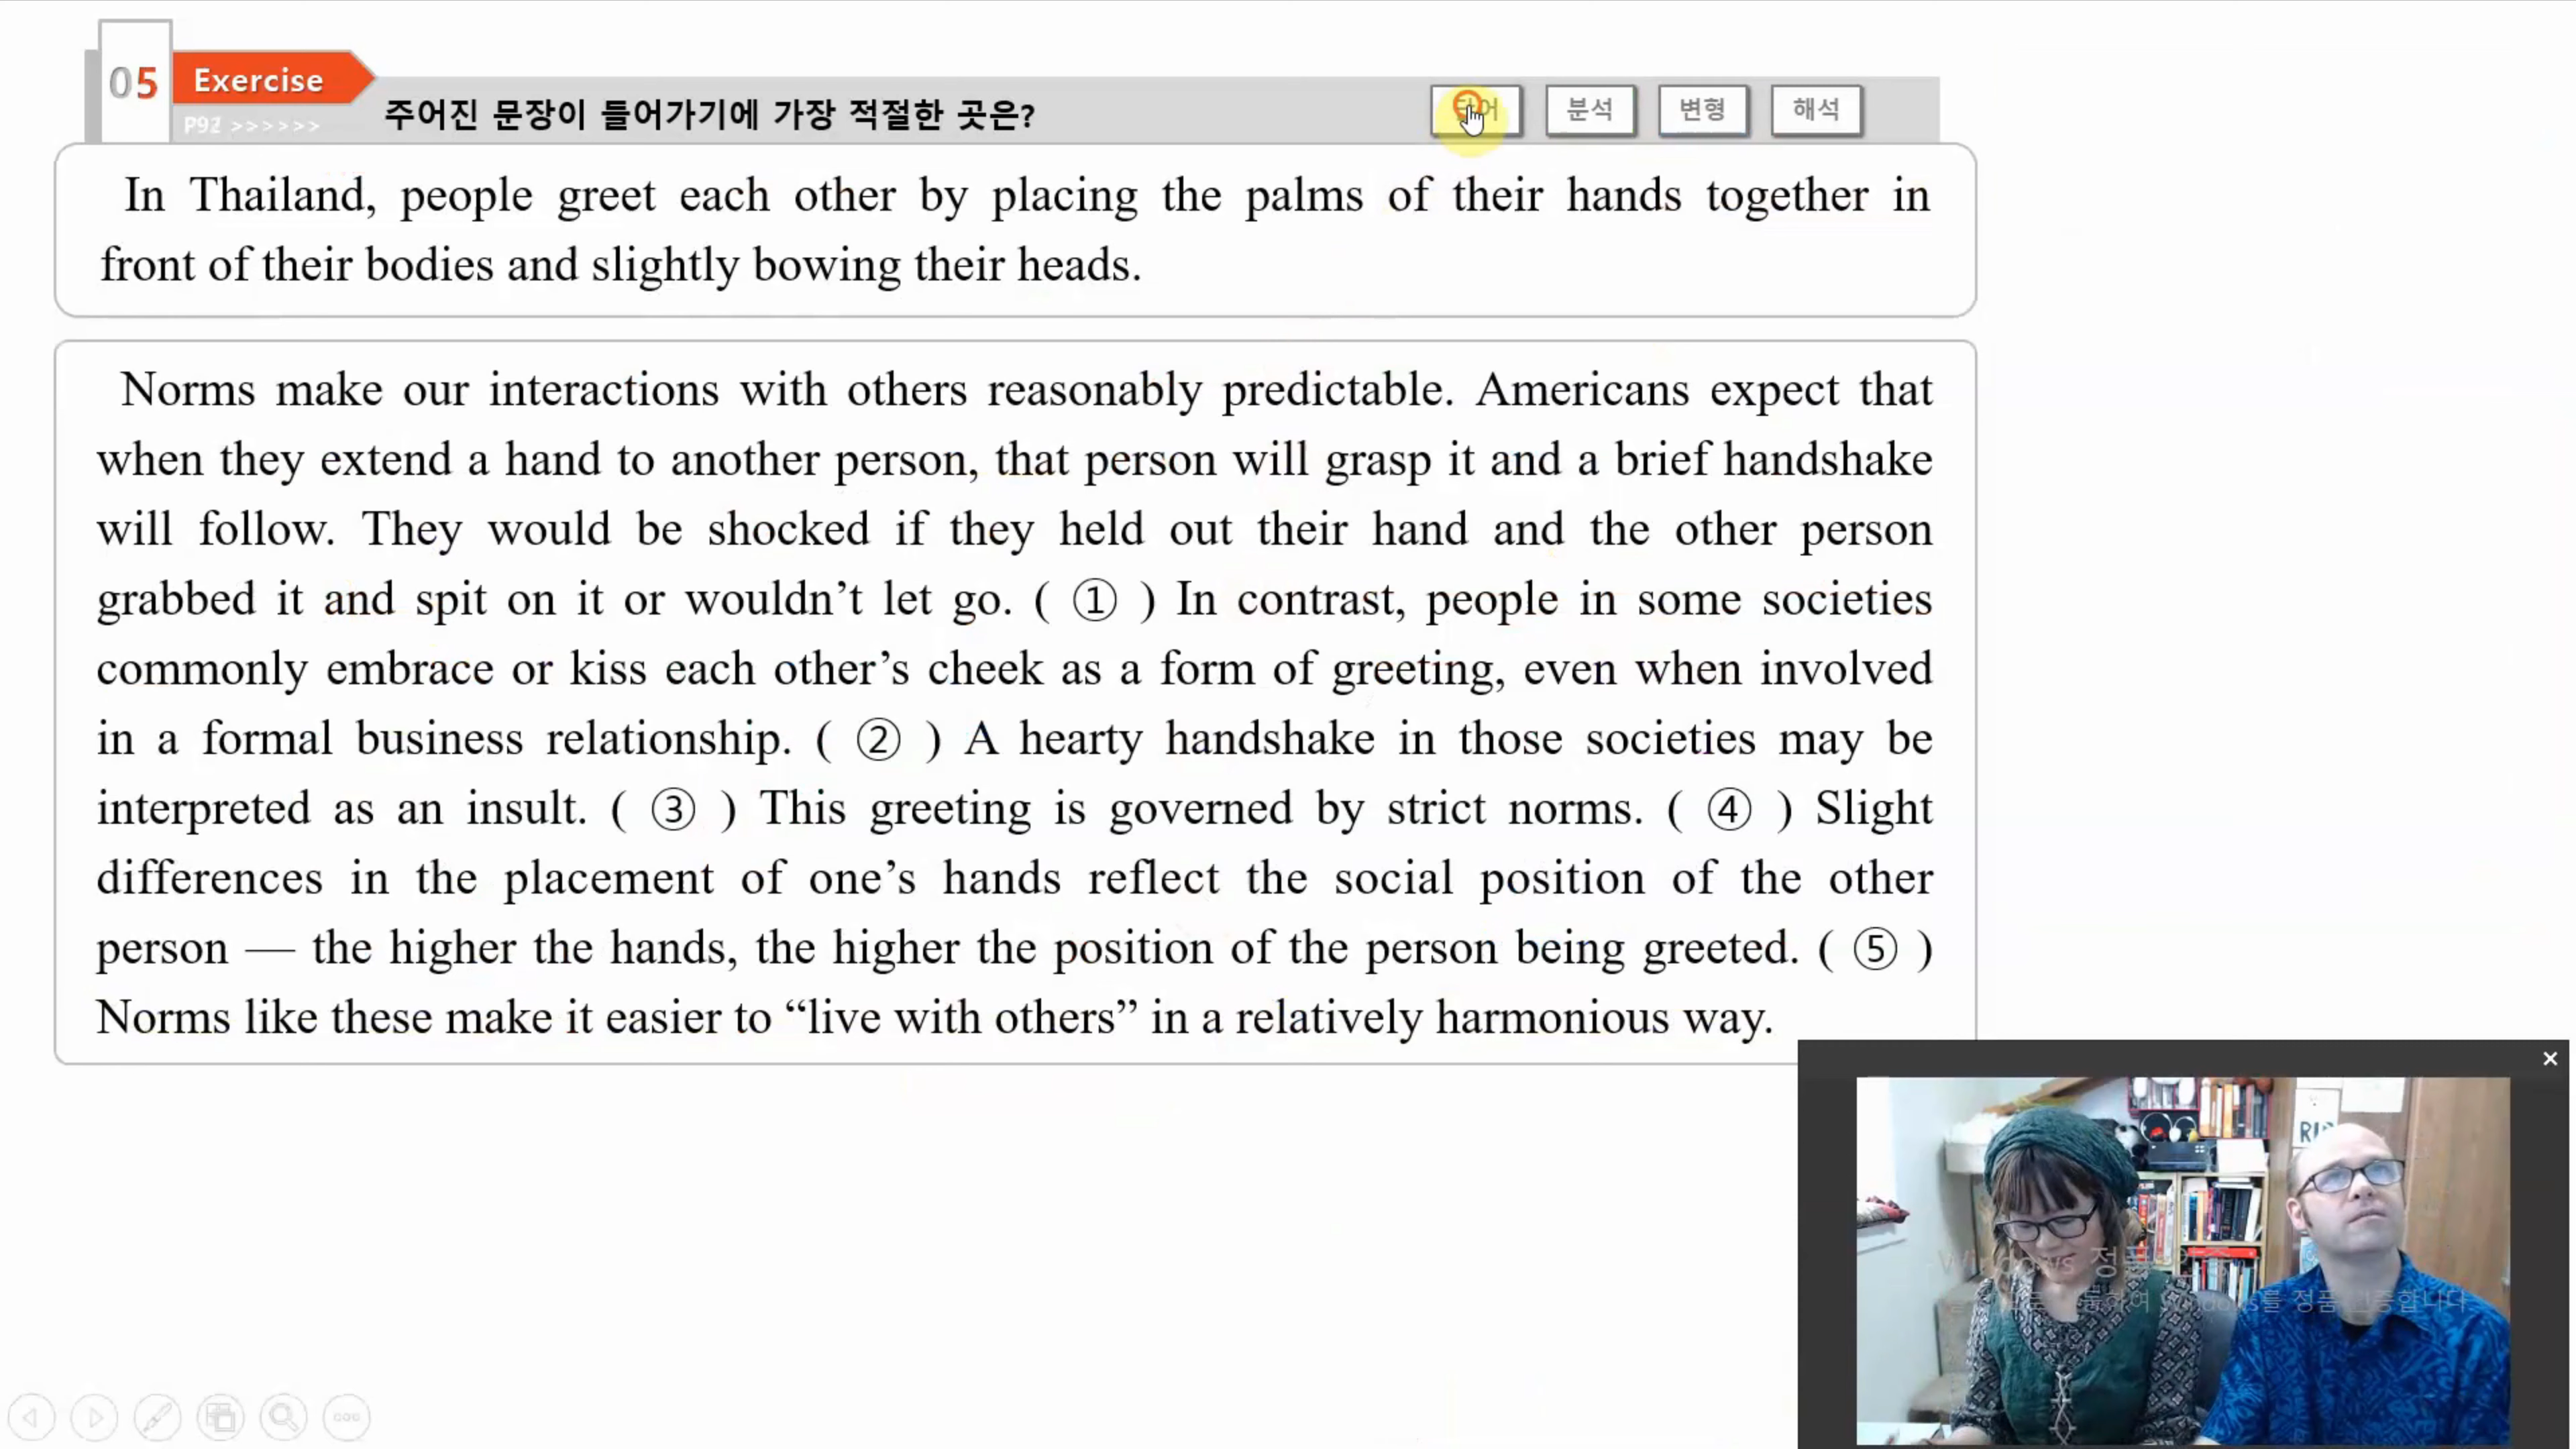 05
Exercise
P92 >>>>>>
주어진 문장이 들어가기에 가장 적절한 곳은?
분석
변형
해석
In Thailand, people greet each other by placing the palms of their hands together in
front of their bodies and slightly bowing their heads.
Norms make our interactions with others reasonably predictable. Americans expect that
when they extend a hand to another person, that person will grasp it and a brief handshake
will follow. They would be shocked if they held out their hand and the other person
grabbed it and spit on it or wouldn’t let go. ( ① ) In contrast, people in some societies
commonly embrace or kiss each other’s cheek as a form of greeting, even when involved
in a formal business relationship. ( ② ) A hearty handshake in those societies may be
interpreted as an insult. ( ③ ) This greeting is governed by strict norms. ( ④ ) Slight
differences in the placement of one’s hands reflect the social position of the other
person — the higher the hands, the higher the position of the person being greeted. ( ⑤ )
Norms like these make it easier to “live with others” in a relatively harmonious way.
Windows